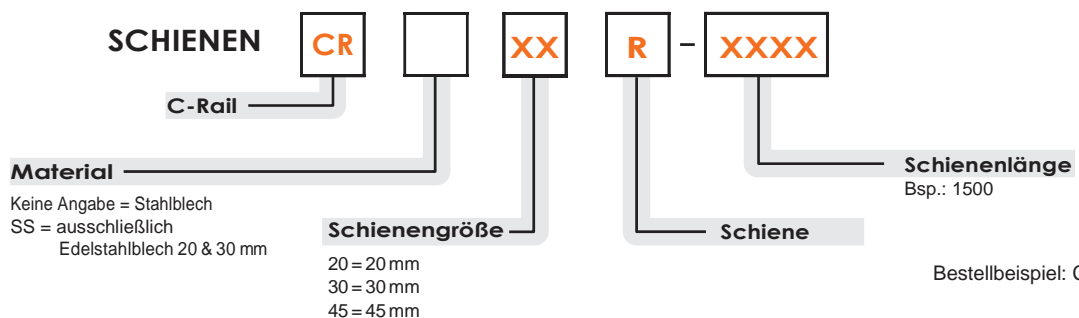 SCHIENEN CR XX R – XXXX
C-Rail
Material
Keine Angabe = Stahlblech
SS = ausschließlich
Edelstahlblech 20 & 30 mm
Schienengröße
20 = 20 mm
30 = 30 mm
45 = 45 mm
Schiene
Schienenlänge
Bsp.: 1500
Bestellbeispiel: